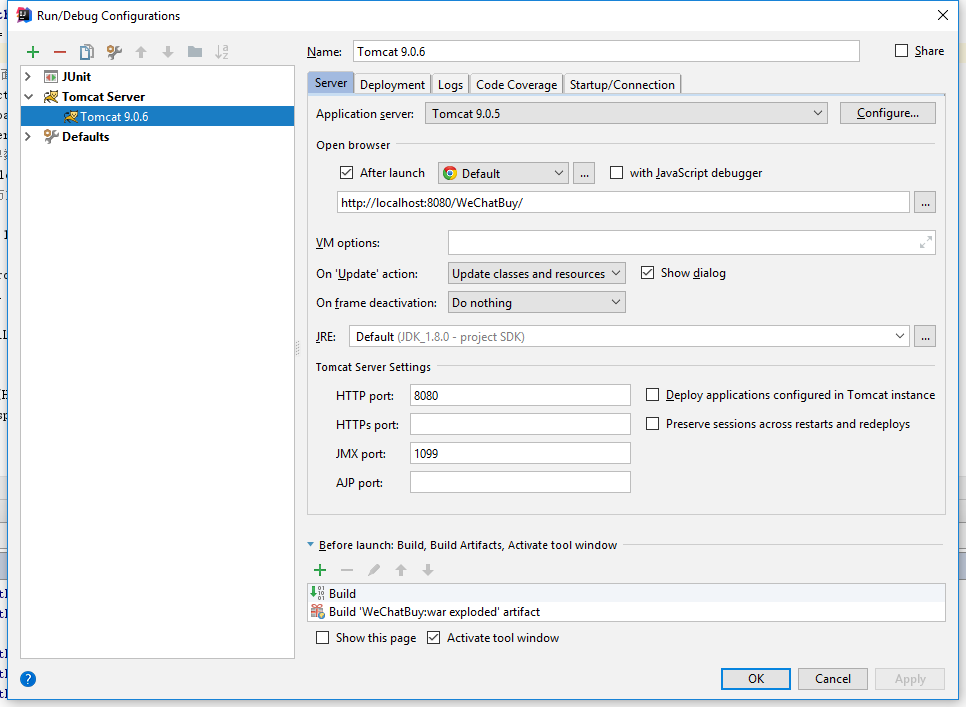 Run/Debug Configurations
Name: Tomcat 9.0.6 Share
JUnit
Tomcat Server
Tomcat 9.0.6
Defaults
Server Deployment Logs Code Coverage Startup/Connection
Application server: Tomcat 9.0.5 Configure...
Open browser
After launch Default ... with JavaScript debugger
http://localhost:8080/WeChatBuy/ ...
VM options:
On 'Update' action: Update classes and resources Show dialog
On frame deactivation: Do nothing
JRE: Default (JDK_1.8.0 - project SDK) ...
Tomcat Server Settings
HTTP port: 8080 Deploy applications configured in Tomcat instance
HTTPs port: Preserve sessions across restarts and redeploys
JMX port: 1099
AJP port:
Before launch: Build, Build Artifacts, Activate tool window
Build
Build 'WeChatBuy:war exploded' artifact
Show this page Activate tool window
? OK Cancel Apply